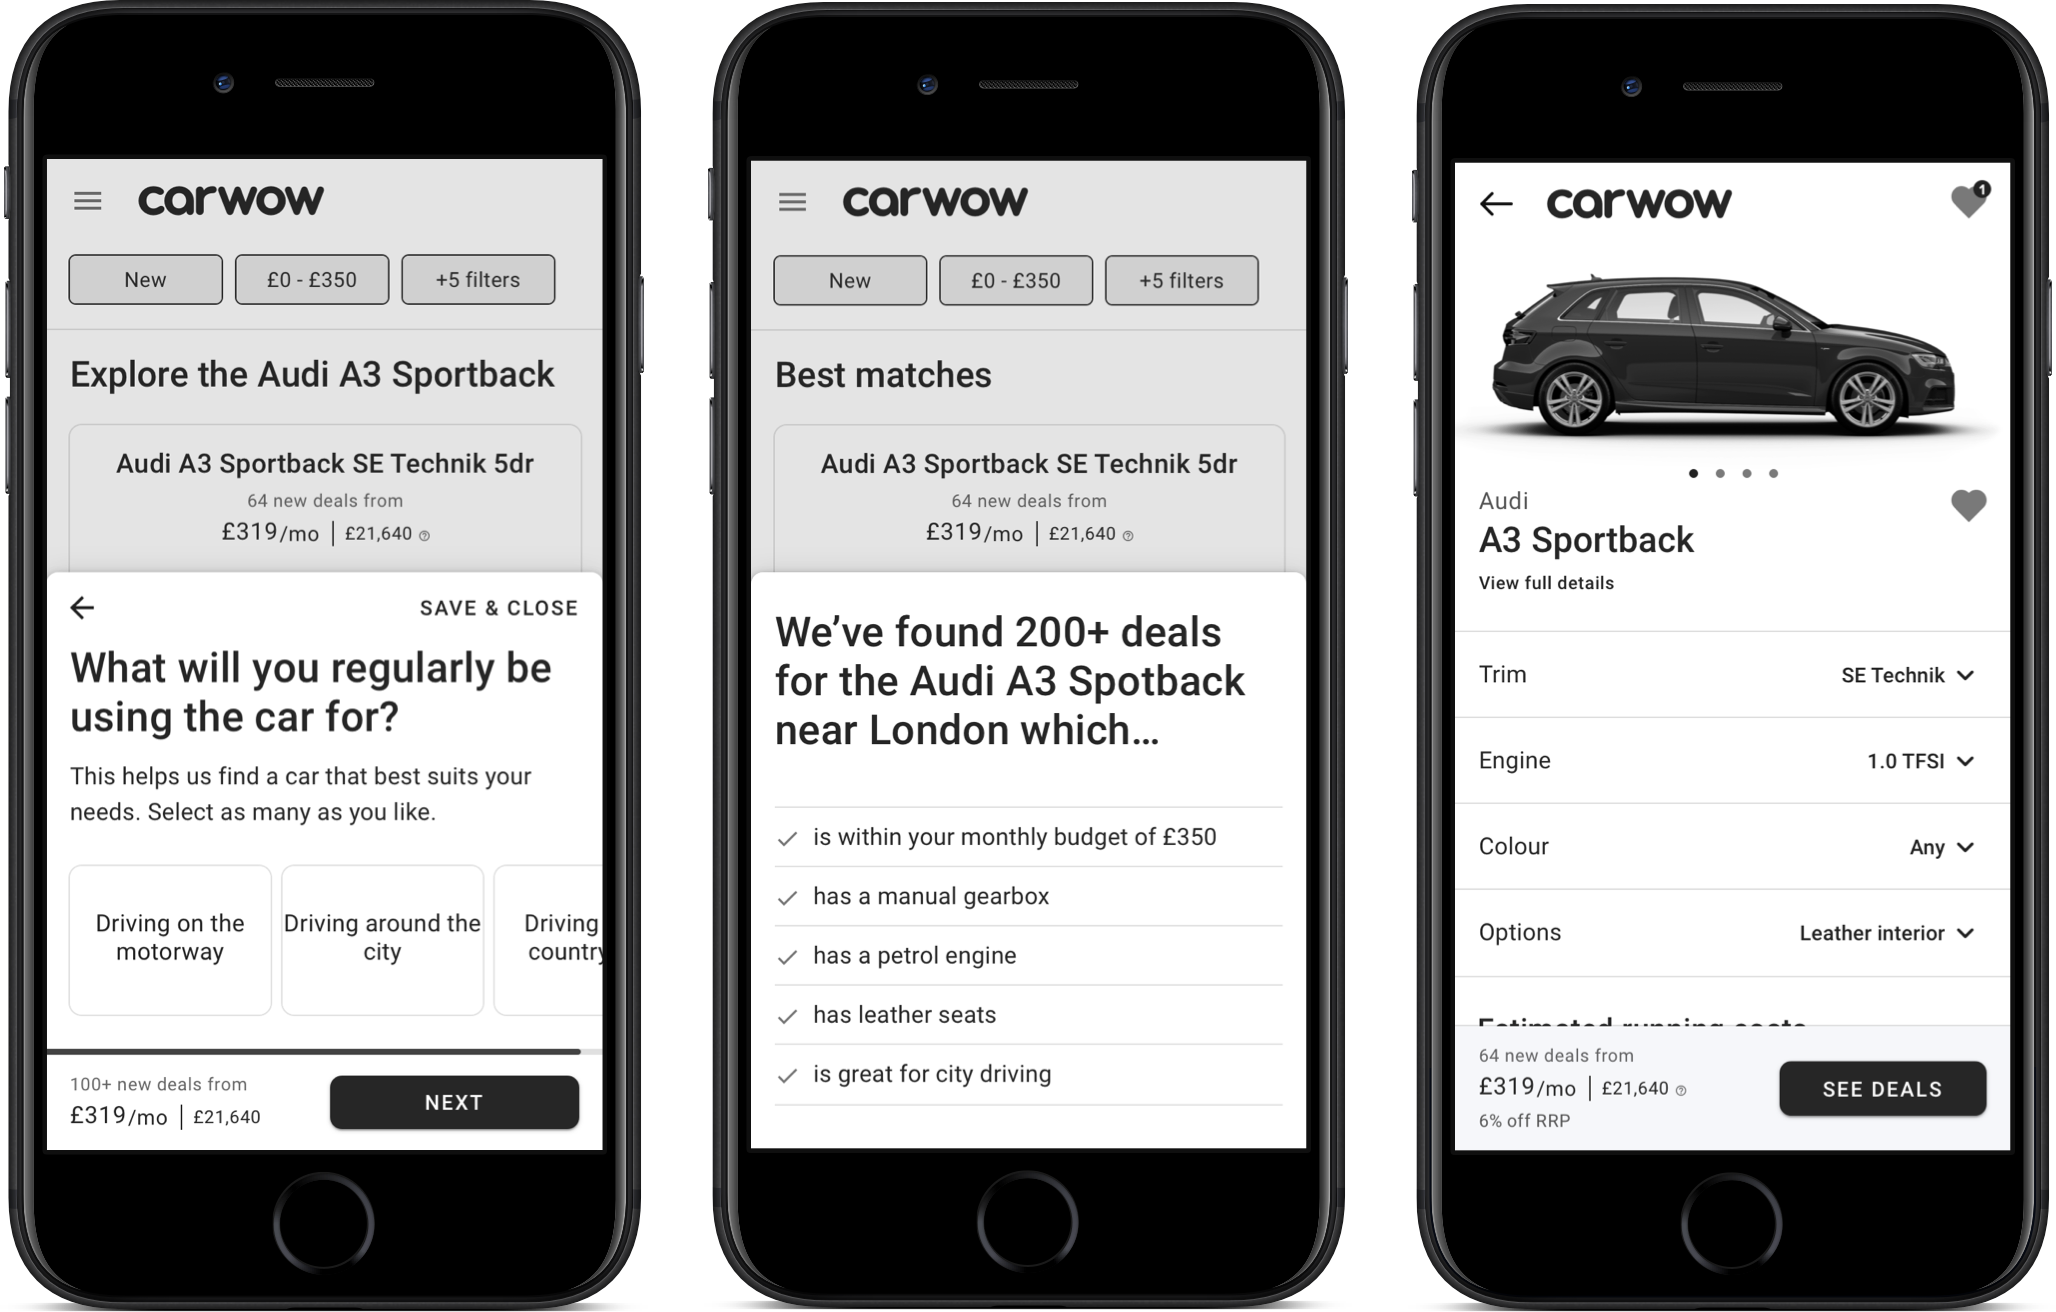 carwow
New
£0 - £350
+5 filters
Explore the Audi A3 Sportback
Audi A3 Sportback SE Technik 5dr
64 new deals from
£319/mo | £21,640 ?
SAVE & CLOSE
What will you regularly be
using the car for?
This helps us find a car that best suits your
needs. Select as many as you like.
Driving on the
motorway
Driving around the
city
Driving
country
100+ new deals from
£319/mo | £21,640
NEXT
carwow
New
£0 - £350
+5 filters
Best matches
Audi A3 Sportback SE Technik 5dr
64 new deals from
£319/mo | £21,640 ?
We’ve found 200+ deals
for the Audi A3 Spotback
near London which...
is within your monthly budget of £350
has a manual gearbox
has a petrol engine
has leather seats
is great for city driving
carwow
1
Audi
A3 Sportback
View full details
Trim SE Technik
Engine 1.0 TFSI
Colour Any
Options Leather interior
Estimated running costs
64 new deals from
£319/mo | £21,640 ?
6% off RRP
SEE DEALS